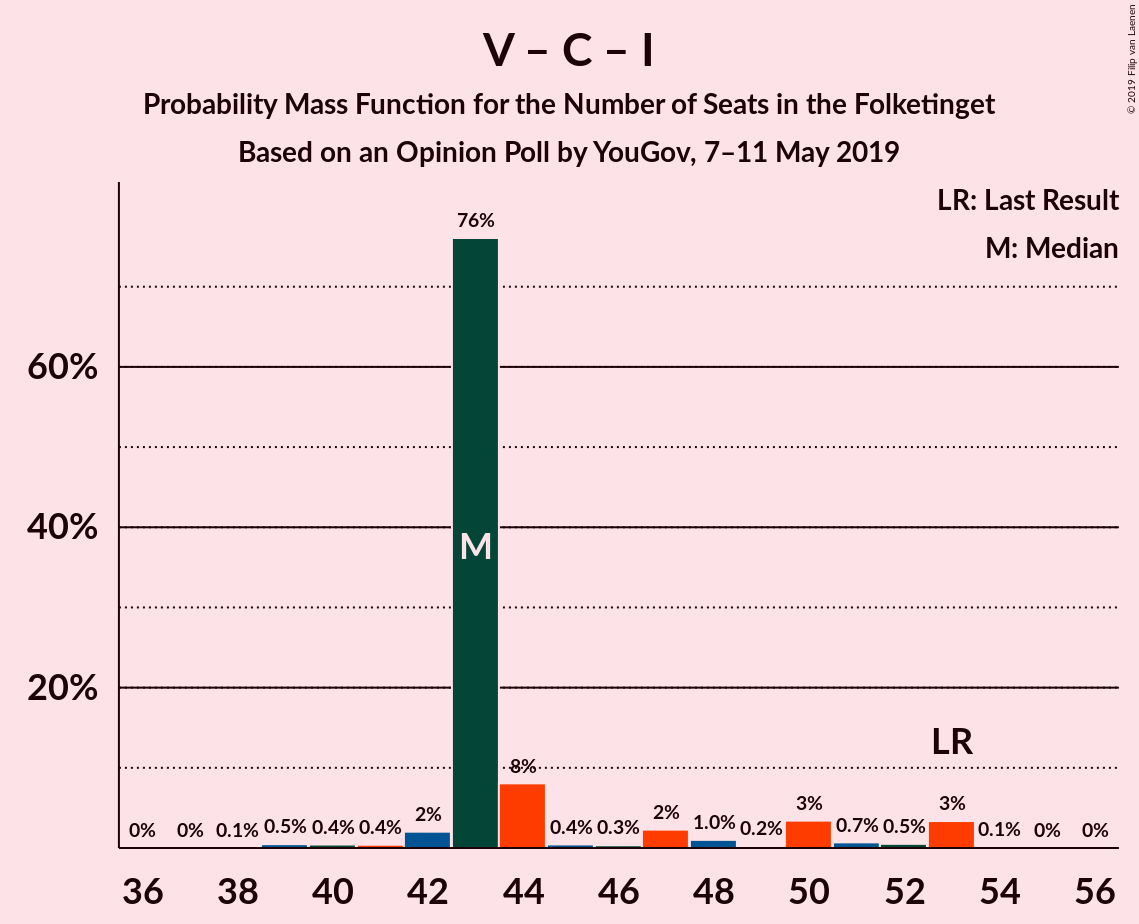 V – C – I
Probability Mass Function for the Number of Seats in the Folketinget
Based on an Opinion Poll by YouGov, 7–11 May 2019
© 2019 Filip van Laenen
LR: Last Result
M: Median
60%
40%
20%
0% 0% 0.1% 0.5% 0.4% 0.4% 2% 76% 8% 0.4% 0.3% 2% 1.0% 0.2% 3% 0.7% 0.5% 3% 0.1% 0% 0%
M
LR
36 38 40 42 44 46 48 50 52 54 56